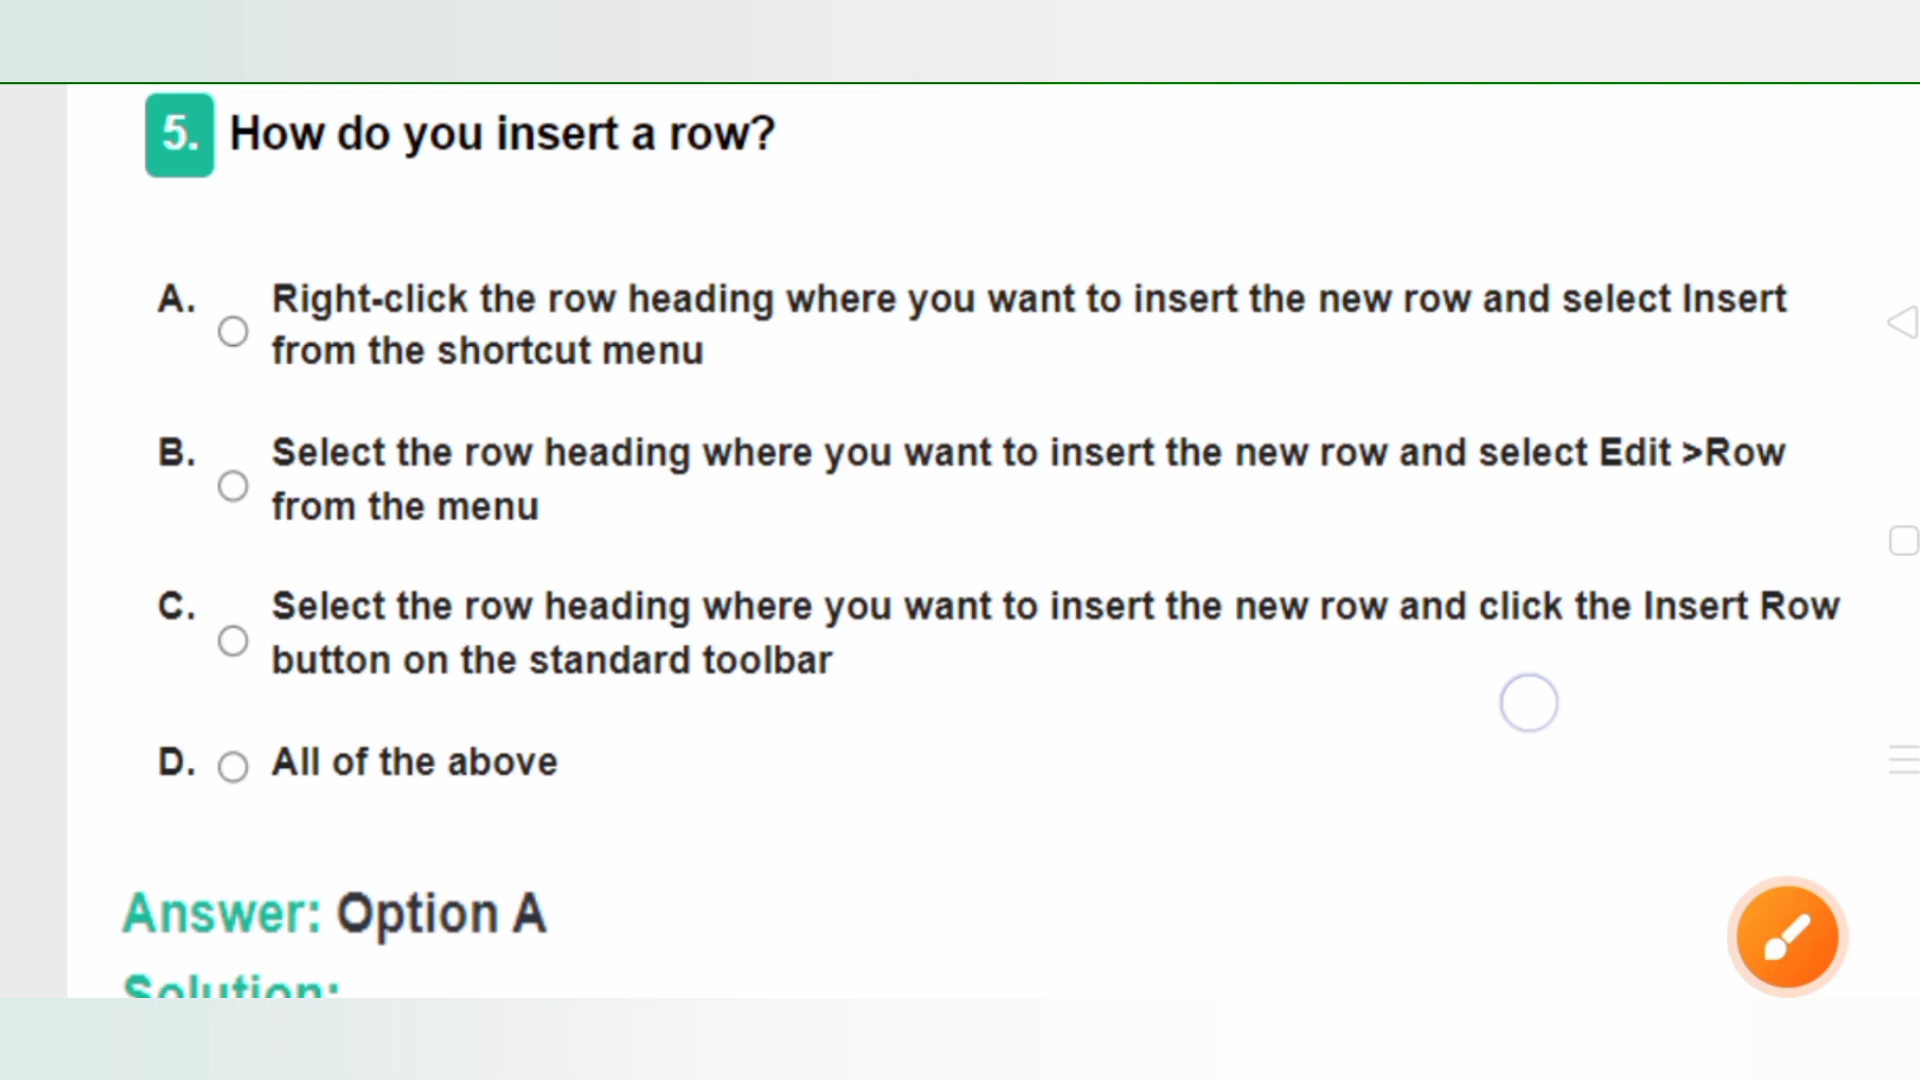 5. How do you insert a row?
A. Right-click the row heading where you want to insert the new row and select Insert
from the shortcut menu
B. Select the row heading where you want to insert the new row and select Edit >Row
from the menu
C. Select the row heading where you want to insert the new row and click the Insert Row
button on the standard toolbar
D. All of the above
Answer: Option A
Solution: